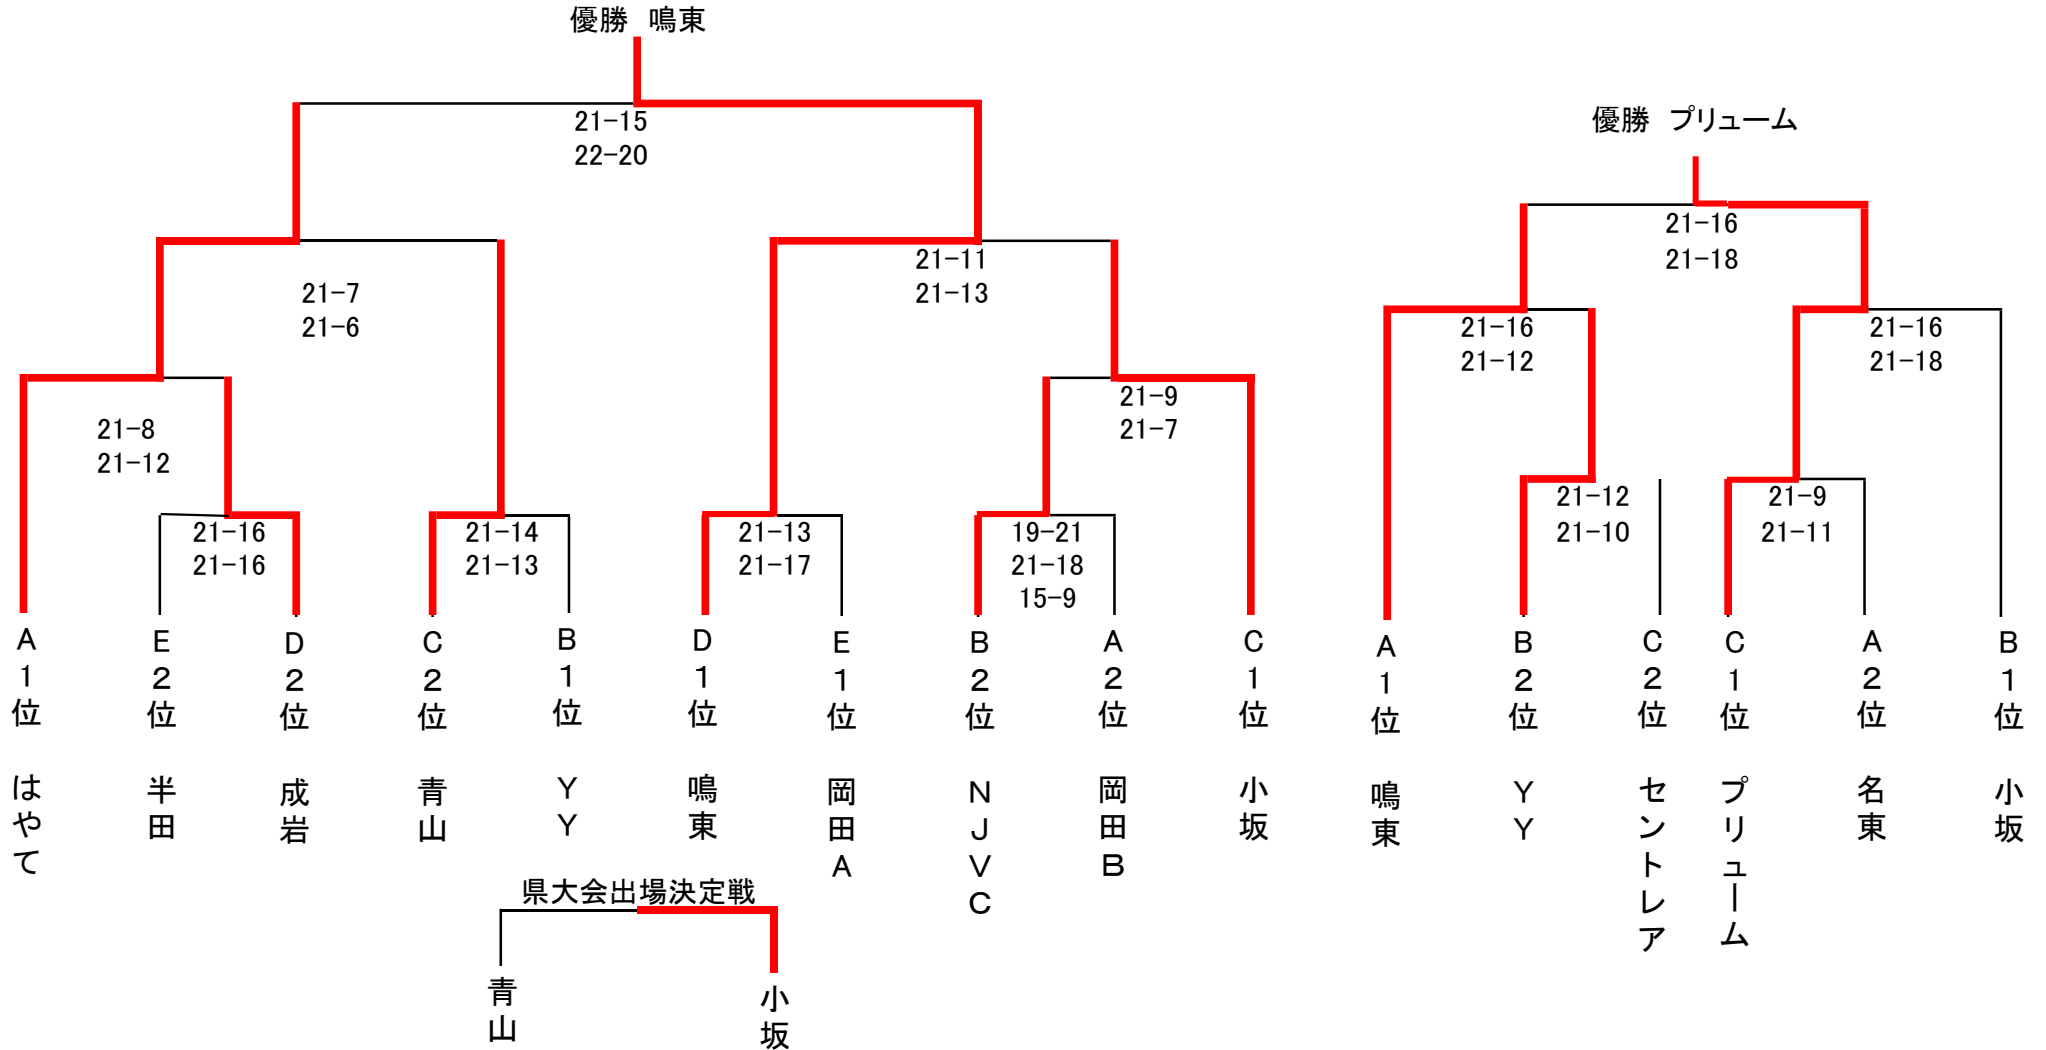 優勝　鳴東
21-15
22-20
21-7
21-6
21-11
21-13
21-8
21-12
21-9
21-7
21-16
21-16
21-14
21-13
21-13
21-17
19-21
21-18
15-9
A1位　はやて
E2位　半田
D2位　成岩
C2位　青山
B1位　YY
D1位　鳴東
E1位　岡田A
B2位　NJVC
A2位　岡田B
C1位　小坂
県大会出場決定戦
青山
小坂
優勝　プリューム
21-16
21-18
21-16
21-12
21-16
21-18
21-12
21-10
21-9
21-11
A1位　鳴東
B2位　YY
C2位　セントレア
C1位　プリューム
A2位　名東
B1位　小坂